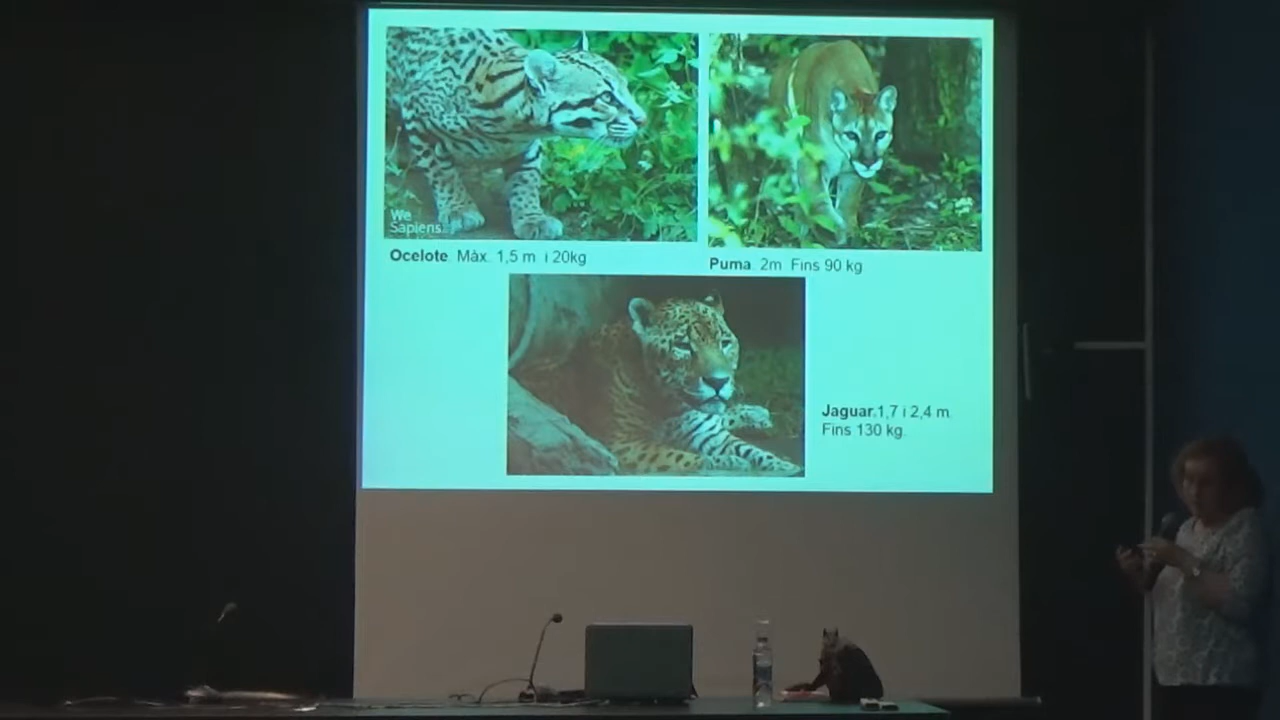 We
Sapiens
Ocelote. Màx. 1,5 m i 20kg
Puma. 2m. Fins 90 kg
Jaguar.1,7 i 2,4 m.
Fins 130 kg.